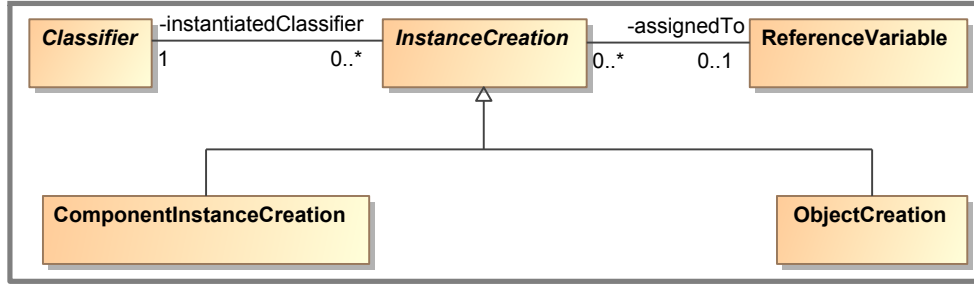 Classifier
-instantiatedClassifier
1
0..*
InstanceCreation
-assignedTo
0..*
0..1
ReferenceVariable
ComponentInstanceCreation
ObjectCreation